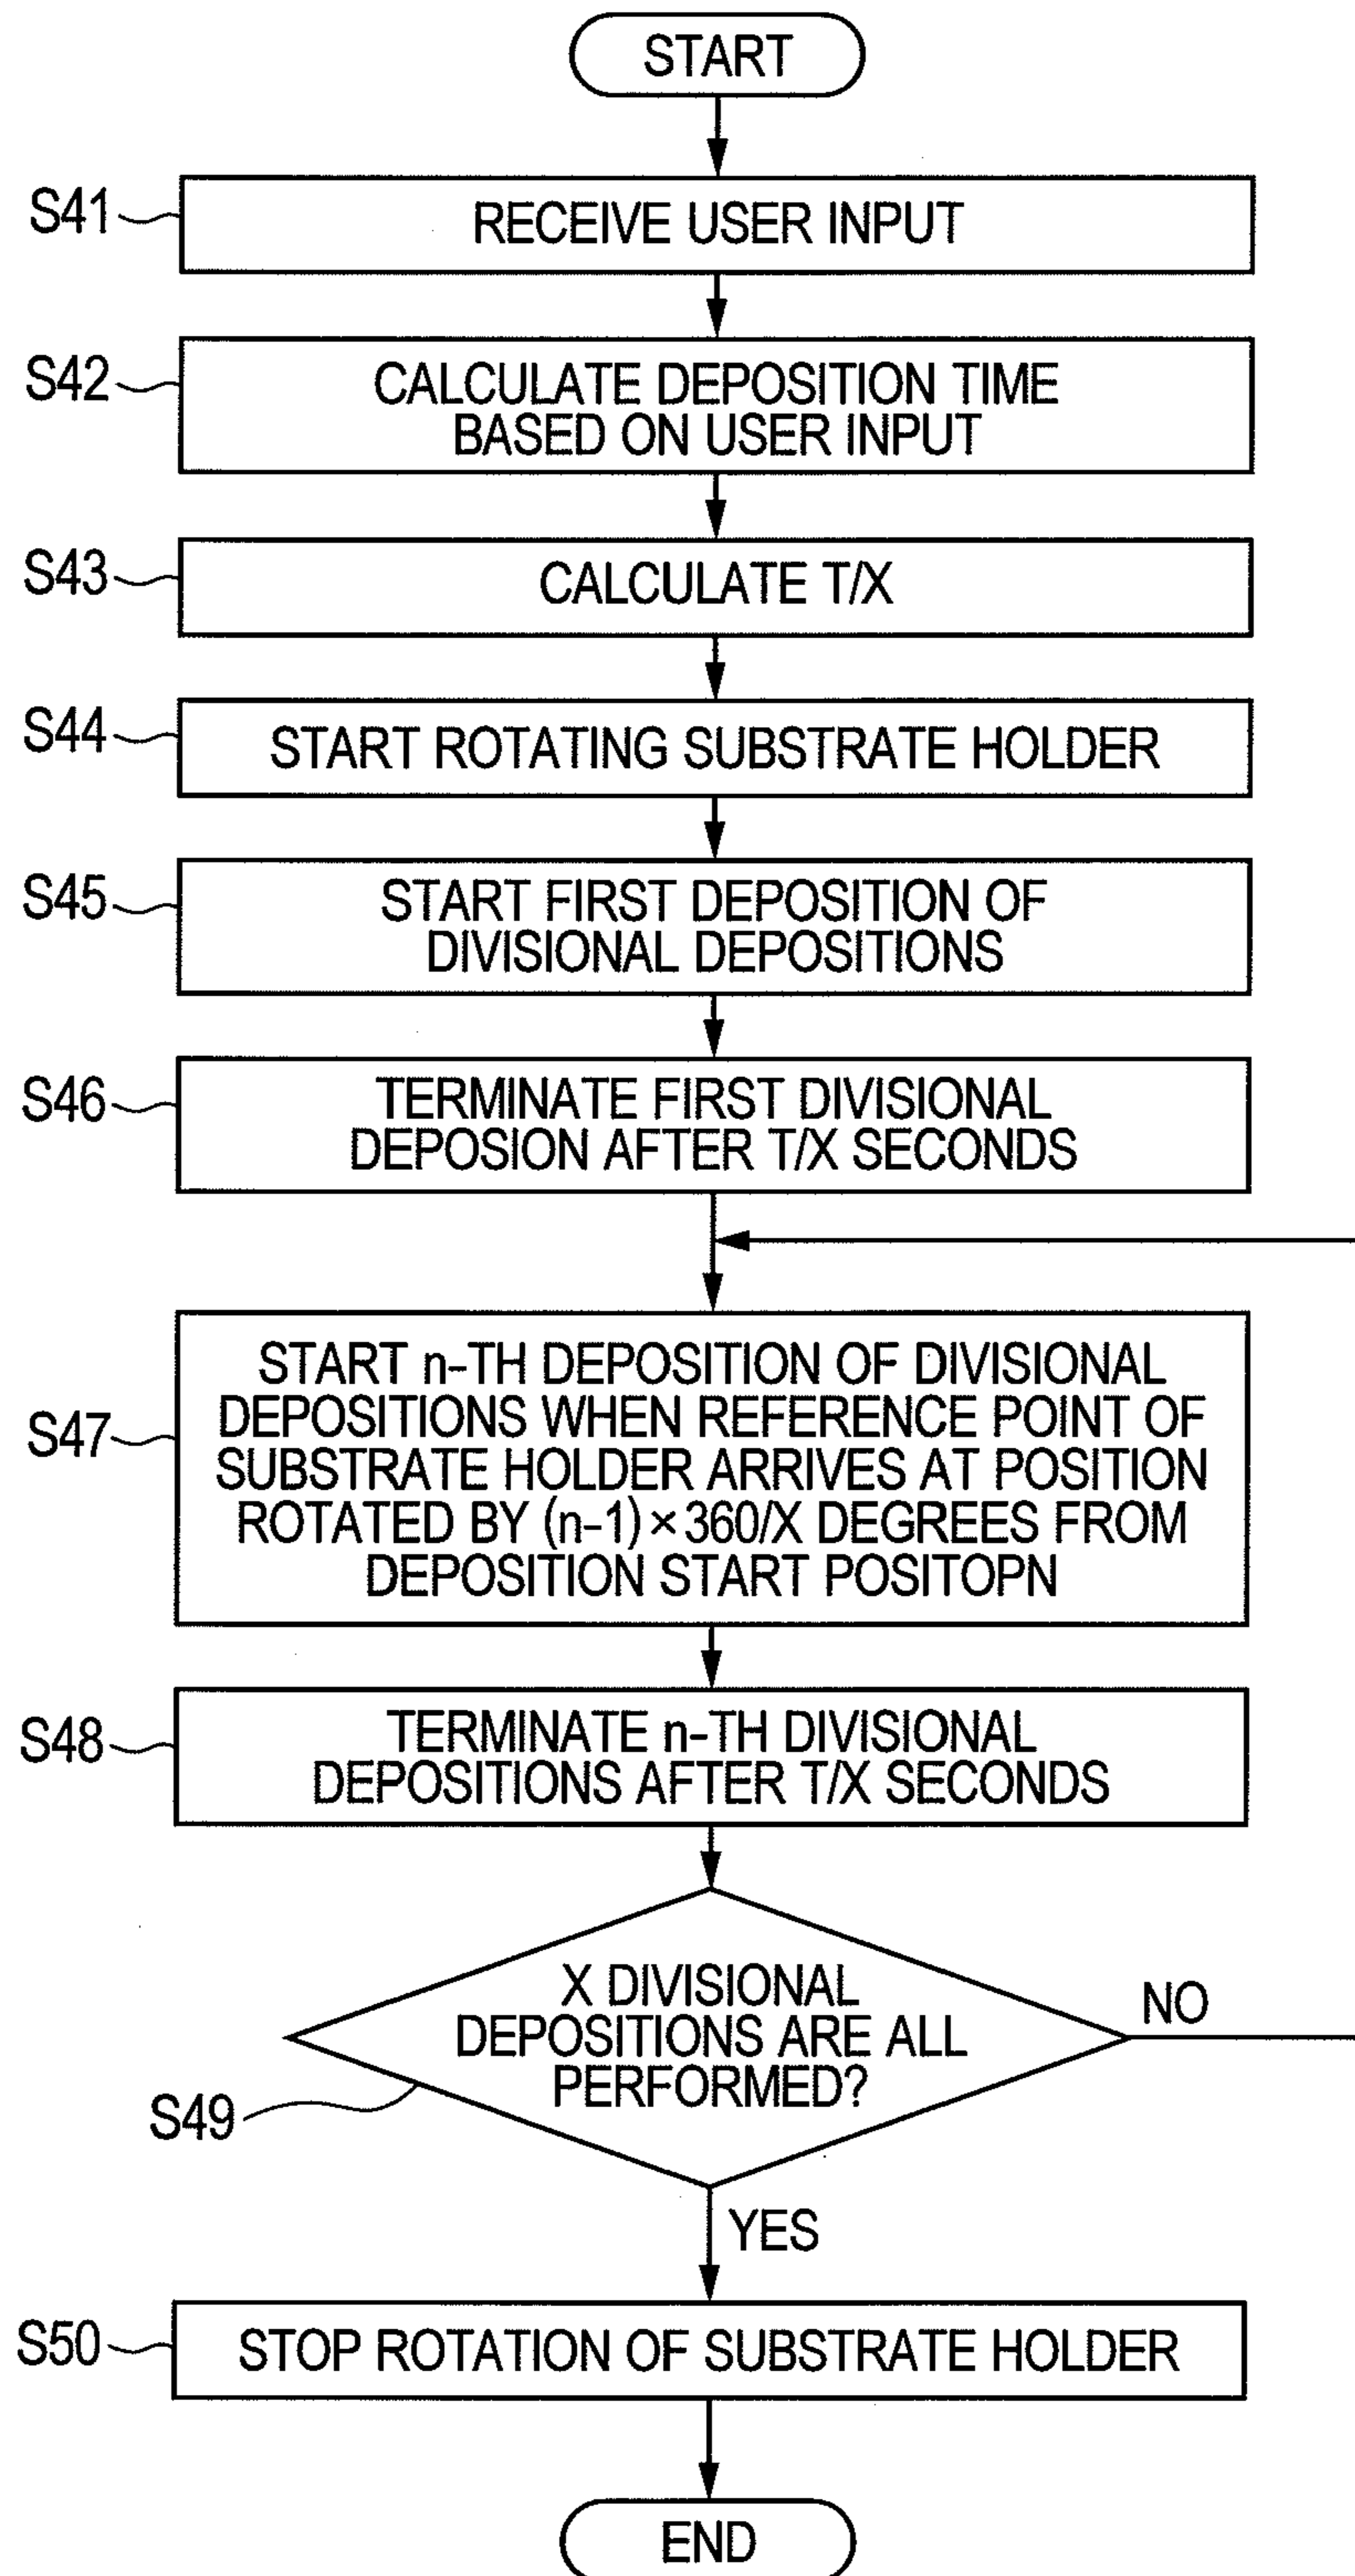 START
S41
RECEIVE USER INPUT
S42
CALCULATE DEPOSITION TIME
BASED ON USER INPUT
S43
CALCULATE T/X
S44
START ROTATING SUBSTRATE HOLDER
S45
START FIRST DEPOSITION OF
DIVISIONAL DEPOSITIONS
S46
TERMINATE FIRST DIVISIONAL
DEPOSION AFTER T/X SECONDS
S47
START n-TH DEPOSITION OF DIVISIONAL
DEPOSITIONS WHEN REFERENCE POINT OF
SUBSTRATE HOLDER ARRIVES AT POSITION
ROTATED BY (n-1)×360/X DEGREES FROM
DEPOSITION START POSITOPN
S48
TERMINATE n-TH DIVISIONAL
DEPOSITIONS AFTER T/X SECONDS
S49
X DIVISIONAL
DEPOSITIONS ARE ALL
PERFORMED?
NO
YES
S50
STOP ROTATION OF SUBSTRATE HOLDER
END